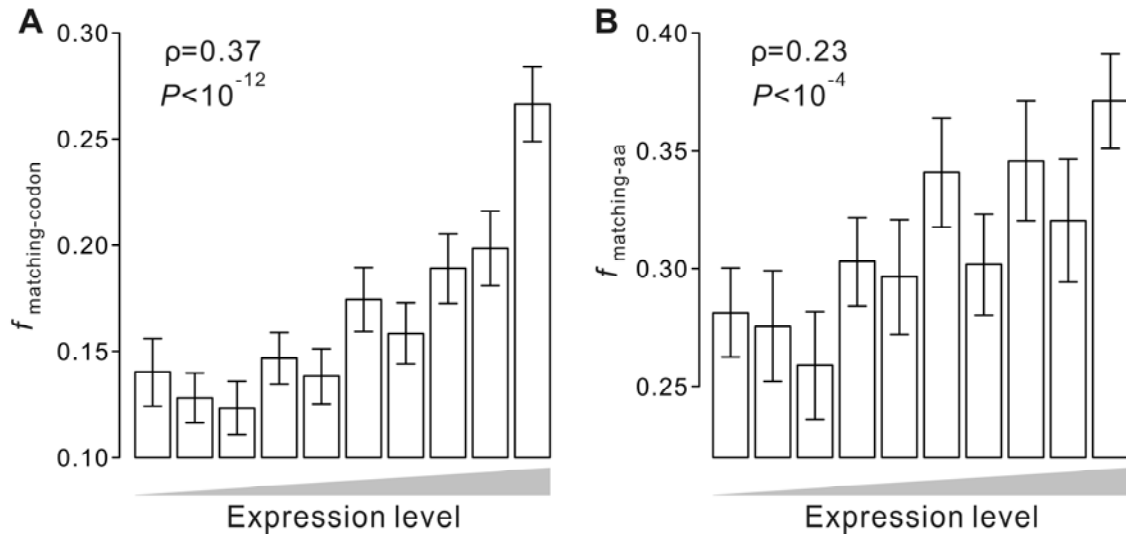 A
0.30
0.25
0.20
0.15
0.10
f matching-codon
ρ=0.37
P<10⁻¹²
Expression level
B
0.40
0.35
0.30
0.25
f matching-aa
ρ=0.23
P<10⁻⁴
Expression level